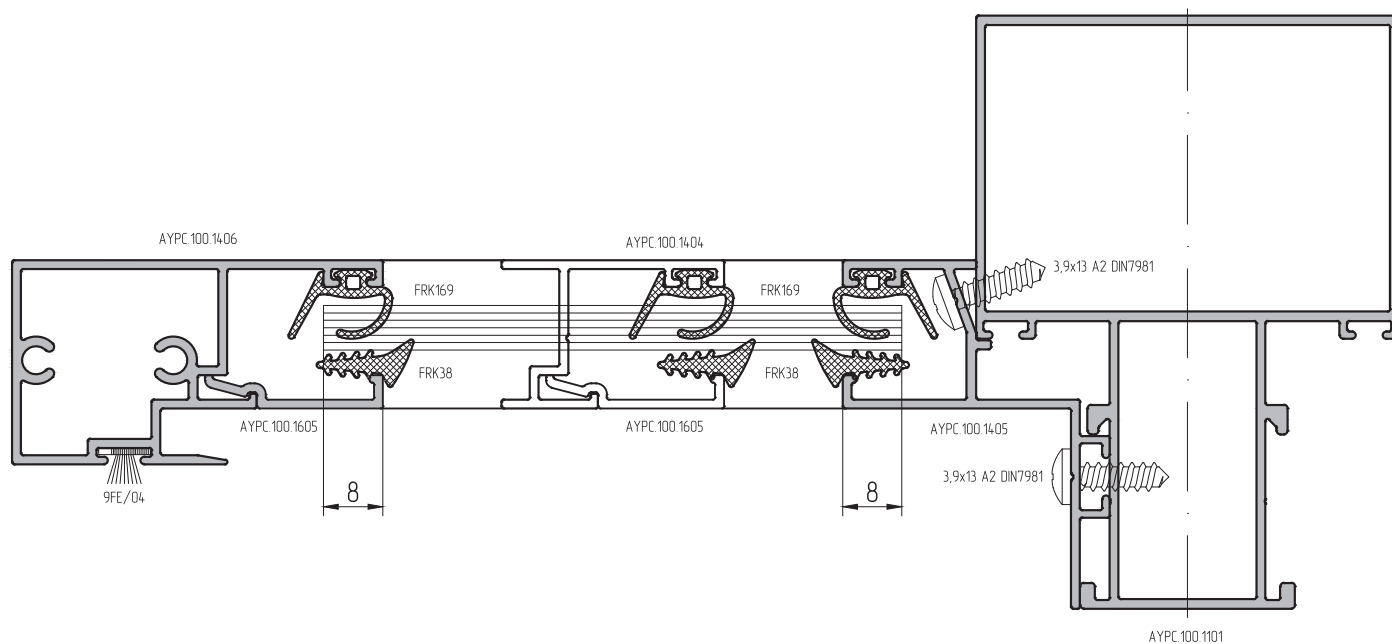 AYPC.100.1406
AYPC.100.1404
3,9x13 A2 DIN7981
FRK169
FRK169
FRK38
FRK38
AYPC.100.1605
AYPC.100.1605
AYPC.100.1405
3,9x13 A2 DIN7981
9FE/04
8
8
AYPC.100.1101